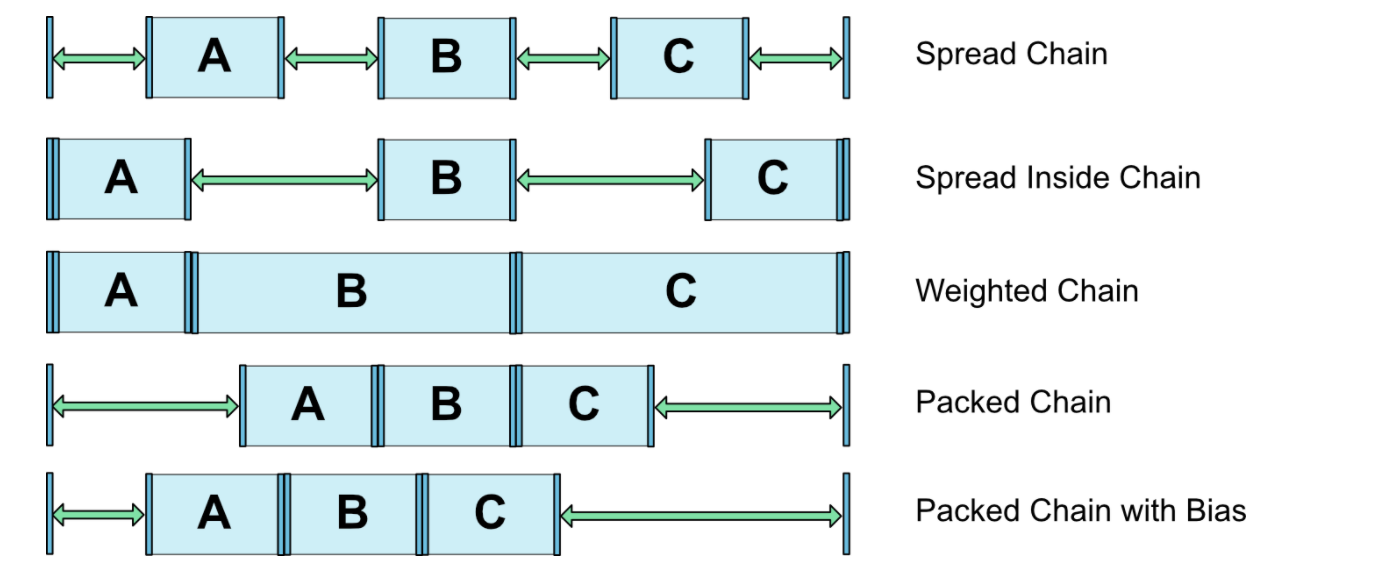 A B C Spread Chain
A B C Spread Inside Chain
A B C Weighted Chain
A B C Packed Chain
A B C Packed Chain with Bias